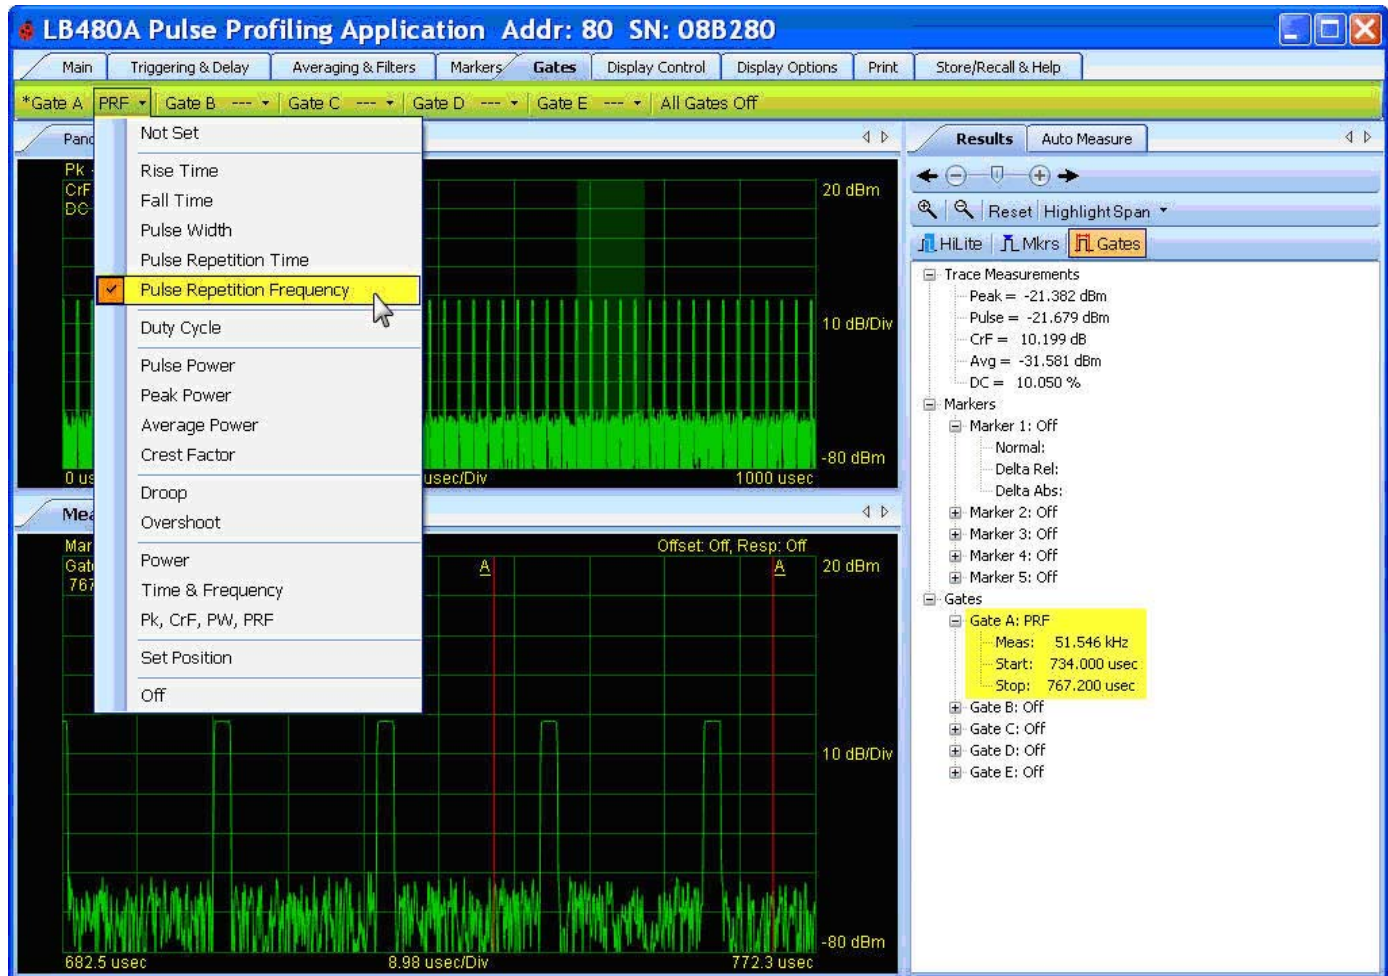 LB480A Pulse Profiling Application Addr: 80 SN: 08B280
Main Triggering & Delay Averaging & Filters Markers Gates Display Control Display Options Print Store/Recall & Help
*Gate A PRF Gate B --- Gate C --- Gate D --- Gate E --- All Gates Off
Not Set
Rise Time
Fall Time
Pulse Width
Pulse Repetition Time
Pulse Repetition Frequency
Duty Cycle
Pulse Power
Peak Power
Average Power
Crest Factor
Droop
Overshoot
Power
Time & Frequency
Pk, CrF, PW, PRF
Set Position
Off
Pk
CrF
DC
20 dBm
10 dB/Div
-80 dBm
usec/Div
1000 usec
Offset: Off, Resp: Off
A A
20 dBm
767
10 dB/Div
-80 dBm
682.5 usec
8.98 usec/Div
772.3 usec
Results Auto Measure
Reset HighlightSpan
HiLite Mkrs Gates
Trace Measurements
Peak = -21.382 dBm
Pulse = -21.679 dBm
CrF = 10.199 dB
Avg = -31.581 dBm
DC = 10.050 %
Markers
Marker 1: Off
Normal:
Delta Rel:
Delta Abs:
Marker 2: Off
Marker 3: Off
Marker 4: Off
Marker 5: Off
Gates
Gate A: PRF
Meas: 51.546 kHz
Start: 734.000 usec
Stop: 767.200 usec
Gate B: Off
Gate C: Off
Gate D: Off
Gate E: Off